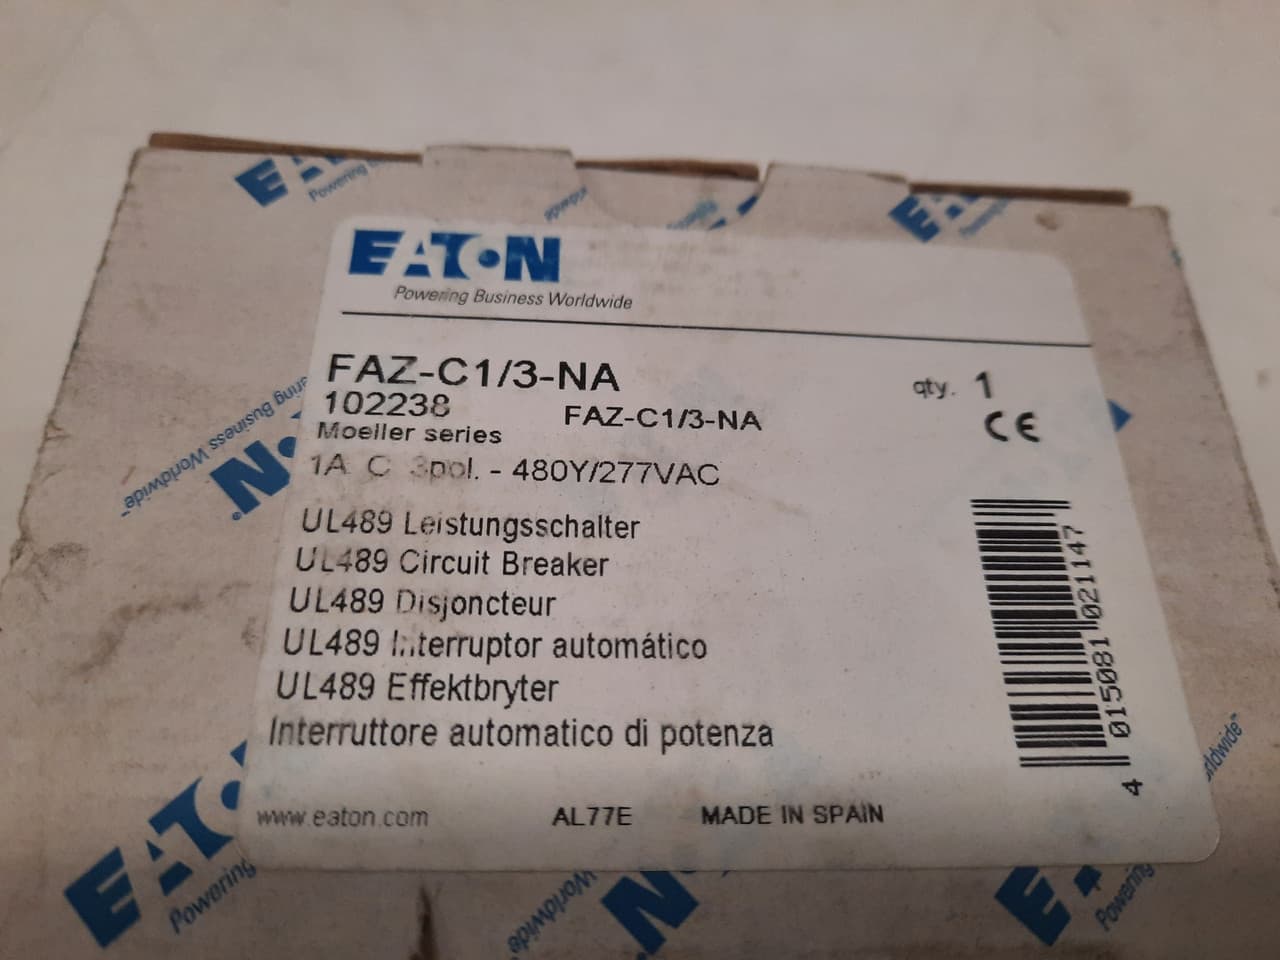 EATON
Powering Business Worldwide
FAZ-C1/3-NA
qty. 1
102238 FAZ-C1/3-NA
CE
Moeller series
1A C 3pol. - 480Y/277VAC
UL489 Leistungsschalter
UL489 Circuit Breaker
UL489 Disjoncteur
UL489 Interruptor automático
UL489 Effektbryter
Interruttore automatico di potenza
4 015081 021147
www.eaton.com AL77E MADE IN SPAIN